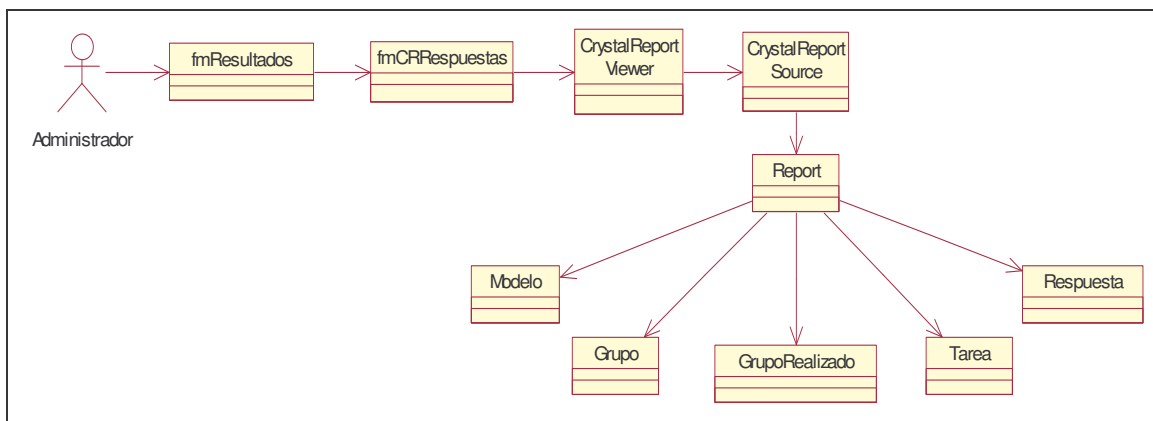 fmResultados
fmCRRespuestas
CrystalReport
Viewer
CrystalReport
Source
Administrador
Report
Modelo
Respuesta
Grupo
GrupoRealizado
Tarea